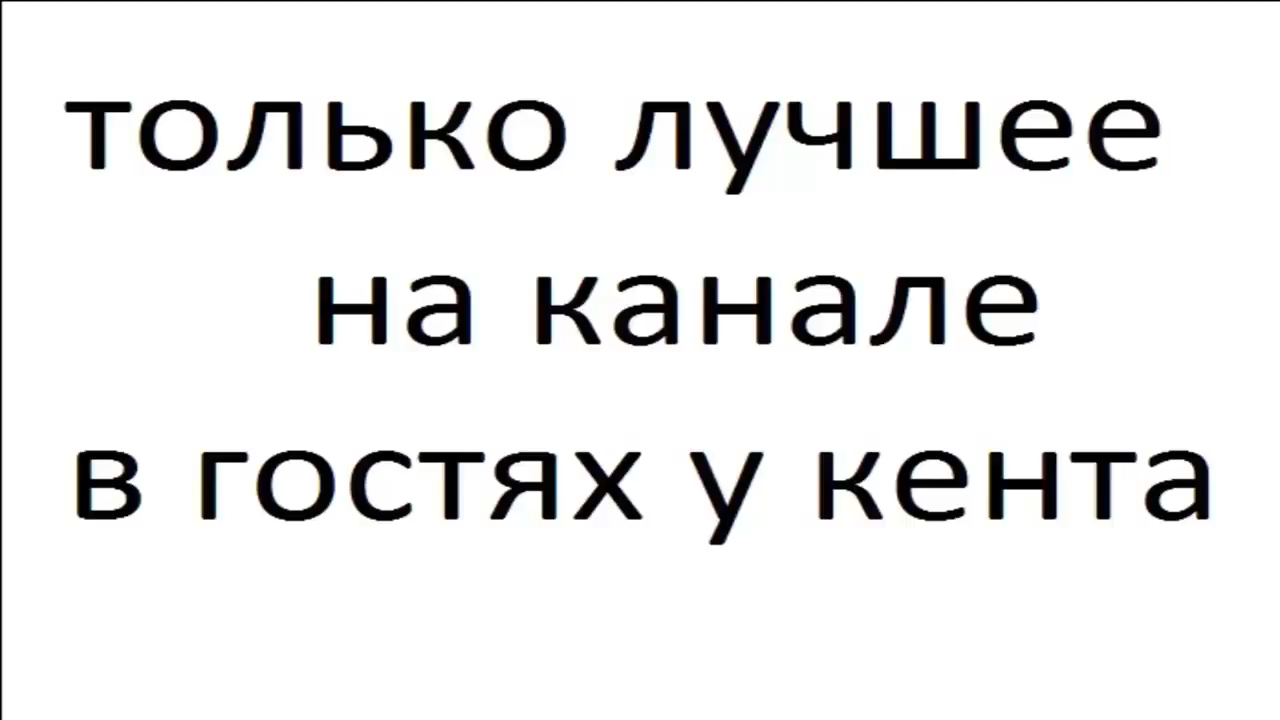 только лучшее
на канале
в гостях у кента